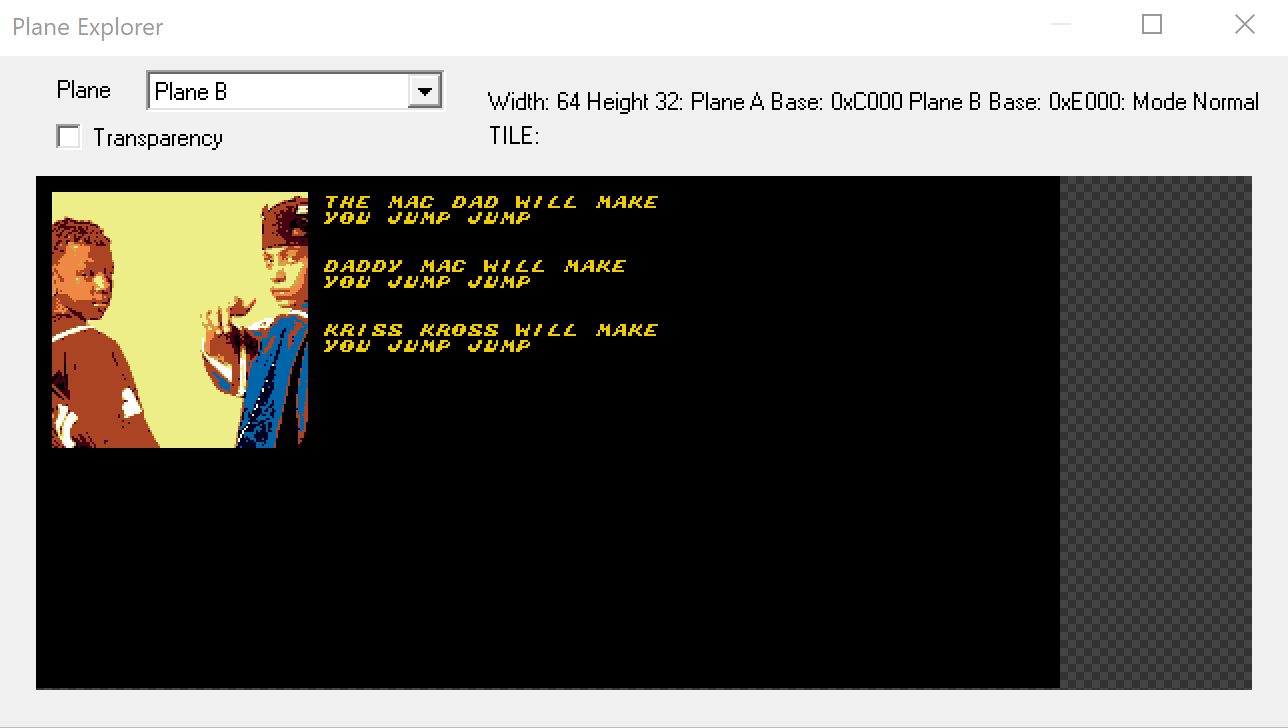 Plane Explorer
Plane
Plane B
Width: 64 Height 32: Plane A Base: 0xC000 Plane B Base: 0xE000: Mode Normal
Transparency
TILE:
THE MAC DAD WILL MAKE
YOU JUMP JUMP
DADDY MAC WILL MAKE
YOU JUMP JUMP
KRISS KROSS WILL MAKE
YOU JUMP JUMP